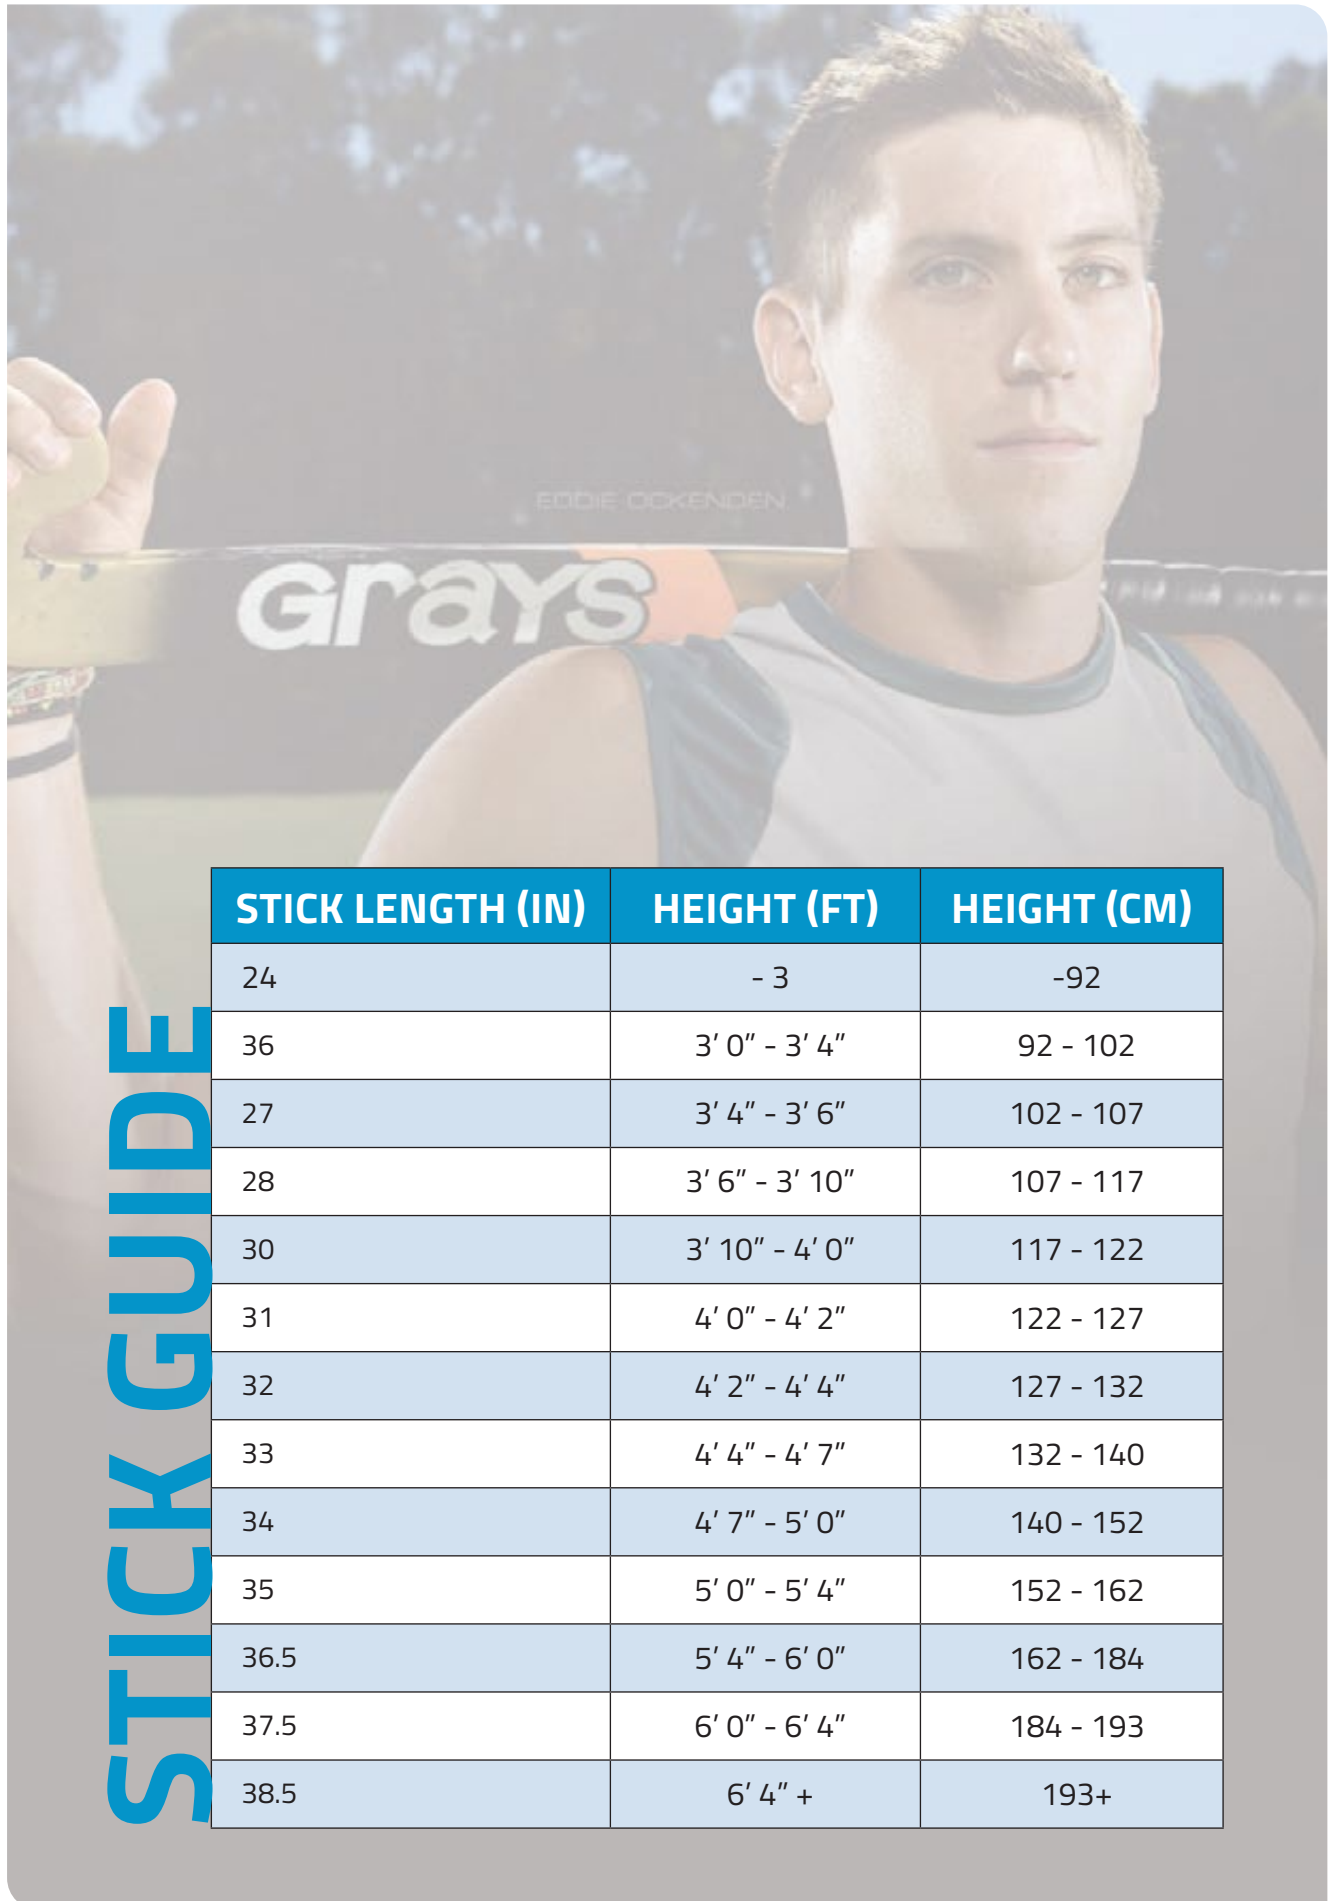 EDDIE OCKENDEN
Grays
STICK GUIDE
STICK LENGTH (IN) HEIGHT (FT) HEIGHT (CM)
24 - 3 -92
36 3’ 0” - 3’ 4” 92 - 102
27 3’ 4” - 3’ 6” 102 - 107
28 3’ 6” - 3’ 10” 107 - 117
30 3’ 10” - 4’ 0” 117 - 122
31 4’ 0” - 4’ 2” 122 - 127
32 4’ 2” - 4’ 4” 127 - 132
33 4’ 4” - 4’ 7” 132 - 140
34 4’ 7” - 5’ 0” 140 - 152
35 5’ 0” - 5’ 4” 152 - 162
36.5 5’ 4” - 6’ 0” 162 - 184
37.5 6’ 0” - 6’ 4” 184 - 193
38.5 6’ 4” + 193+